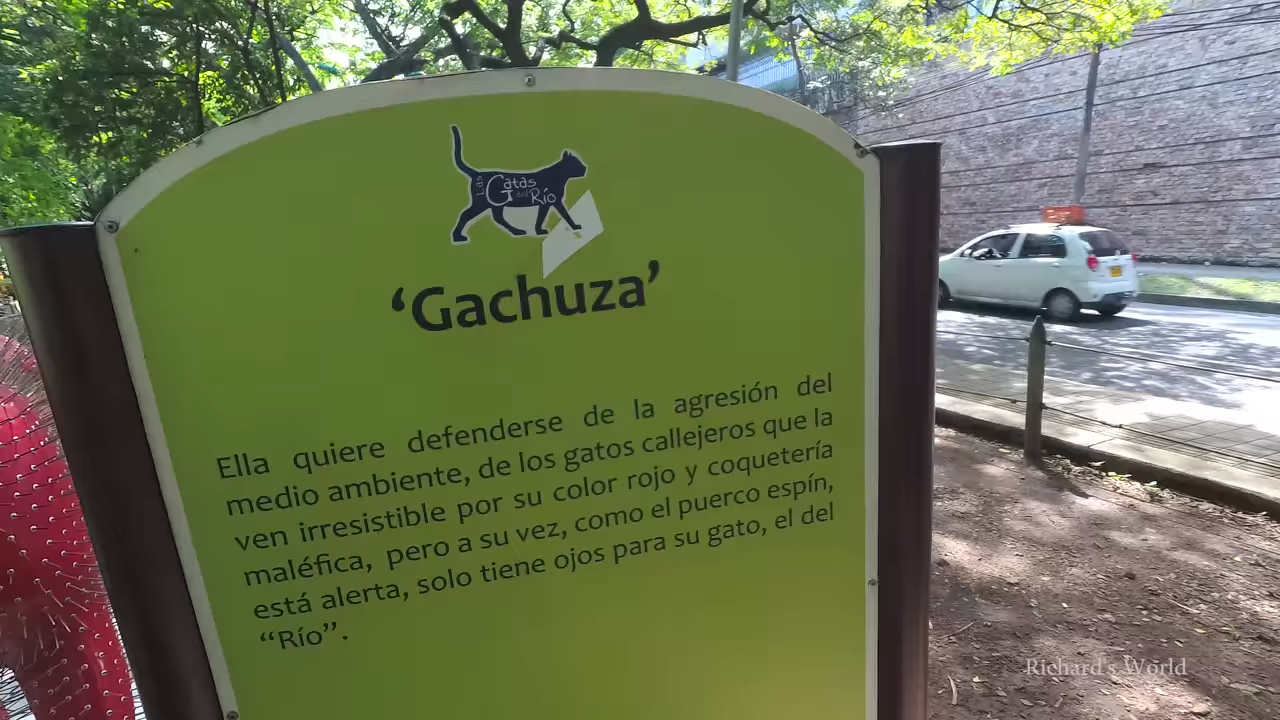 Las Gatas del Río
‘Gachuza’
Ella quiere defenderse de la agresión del
medio ambiente, de los gatos callejeros que la
ven irresistible por su color rojo y coquetería
maléfica, pero a su vez, como el puerco espín,
está alerta, solo tiene ojos para su gato, el del
“Río”.
Richard's World